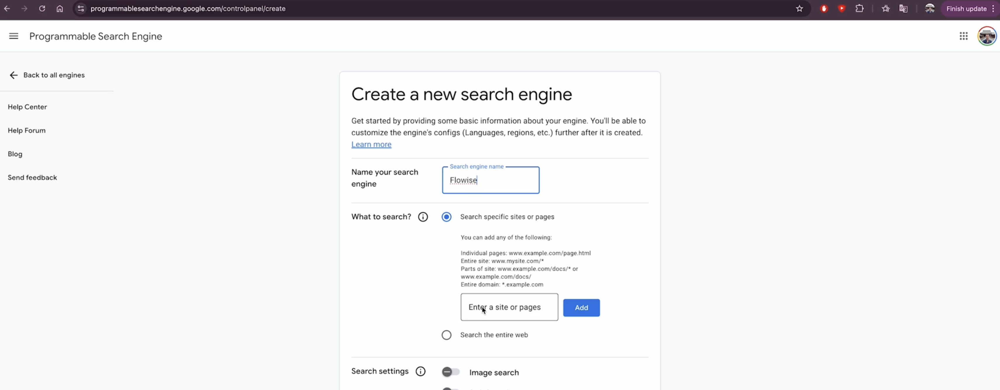 programmablesearchengine.google.com/controlpanel/create
Finish update
Programmable Search Engine
Back to all engines
Help Center
Help Forum
Blog
Send feedback
Create a new search engine
Get started by providing some basic information about your engine. You'll be able to
customize the engine's configs (Languages, regions, etc.) further after it is created.
Learn more
Name your search
engine
Search engine name
Flowise
What to search?
Search specific sites or pages
You can add any of the following:
Individual pages: www.example.com/page.html
Entire site: www.mysite.com/*
Parts of site: www.example.com/docs/* or
www.example.com/docs/
Entire domain: *.example.com
Enter a site or pages
Add
Search the entire web
Search settings
Image search